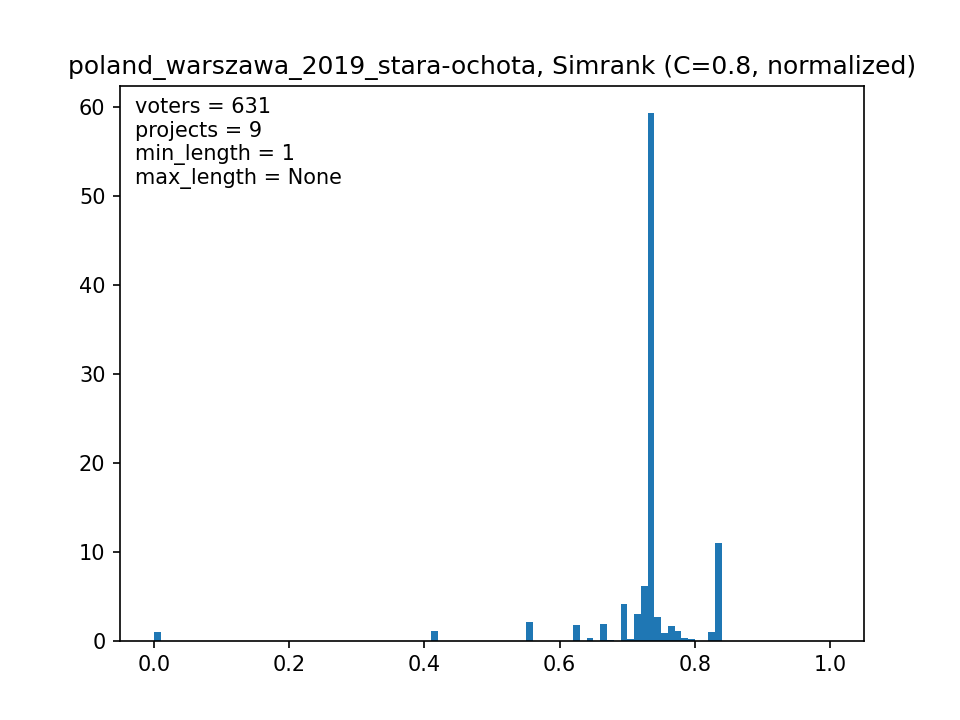 poland_warszawa_2019_stara-ochota, Simrank (C=0.8, normalized)
voters = 631
projects = 9
min_length = 1
max_length = None
60
50
40
30
20
10
0
0.0 0.2 0.4 0.6 0.8 1.0